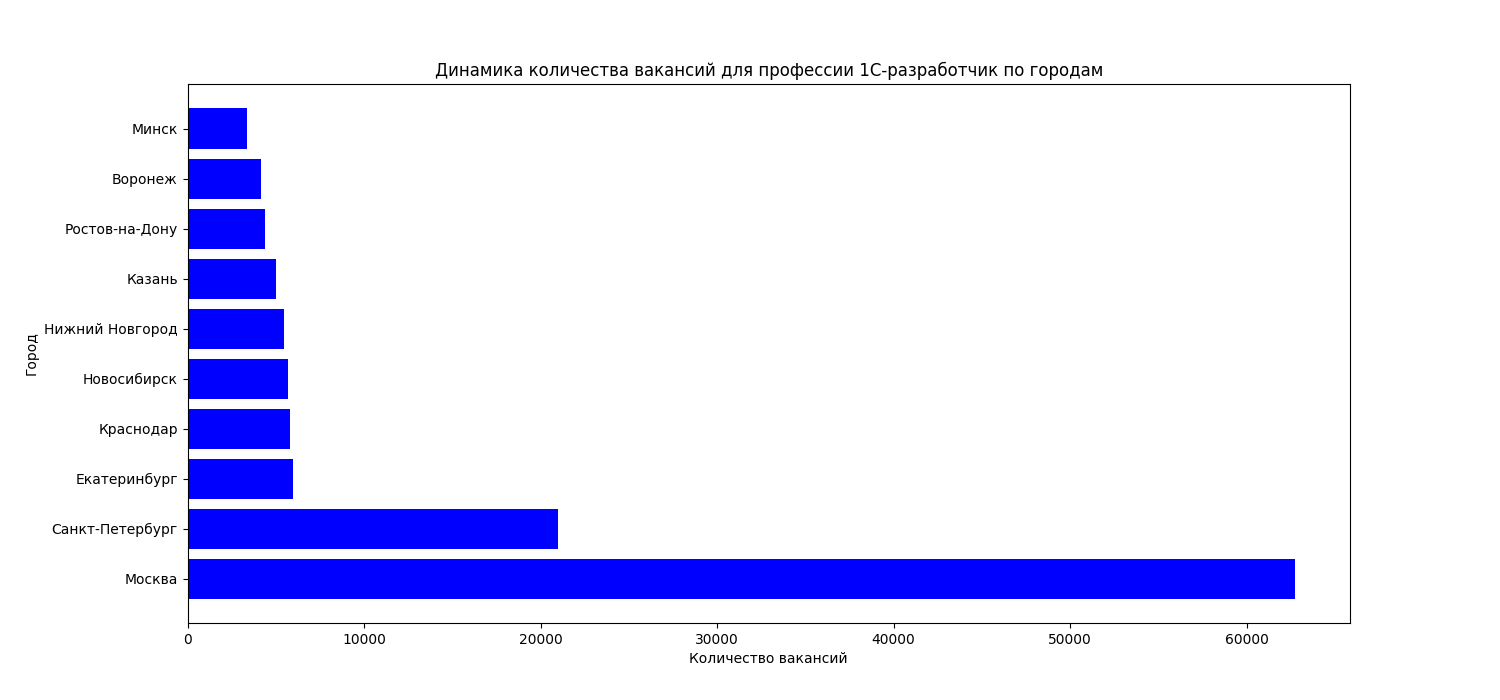 Динамика количества вакансий для профессии 1С-разработчик по городам
Минск
Воронеж
Ростов-на-Дону
Казань
Нижний Новгород
Новосибирск
Краснодар
Екатеринбург
Санкт-Петербург
Москва
Город
0 10000 20000 30000 40000 50000 60000
Количество вакансий